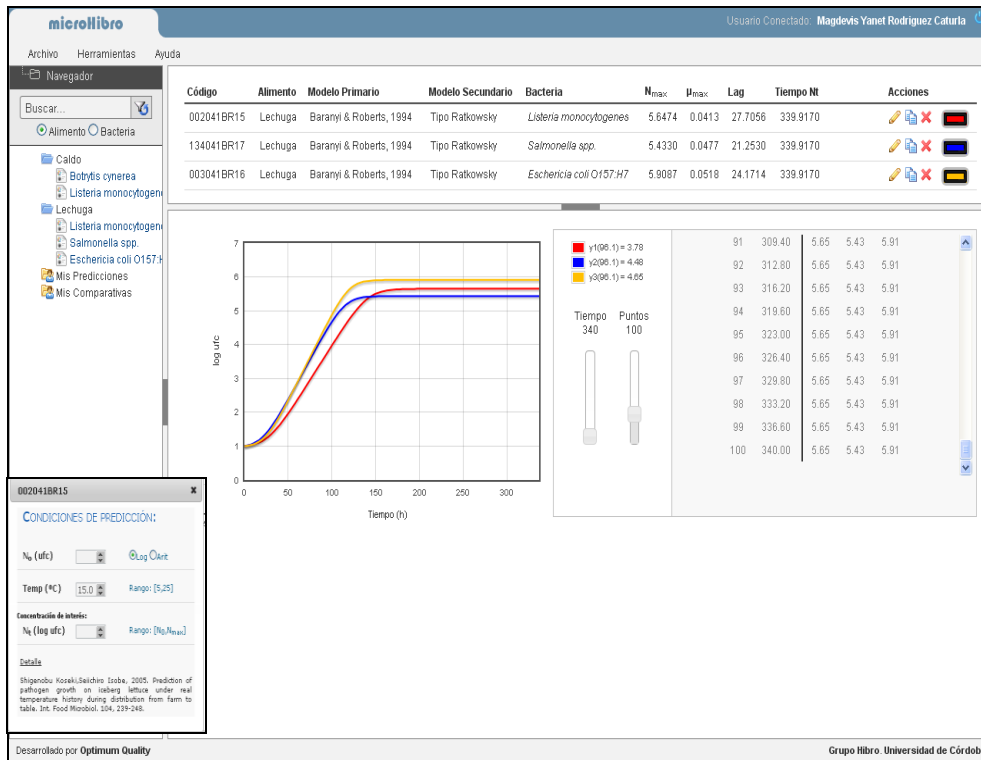 microHibro
Usuario Conectado: Magdevis Yanet Rodriguez Caturla
Archivo Herramientas Ayuda
Navegador
Buscar...
Alimento Bacteria
Caldo
Botrytis cynerea
Listeria monocytogen
Lechuga
Listeria monocytogen
Salmonella spp.
Eschericia coli O157:H
Mis Predicciones
Mis Comparativas
Código Alimento Modelo Primario Modelo Secundario Bacteria Nmax μmax Lag Tiempo Nt Acciones
002041BR15 Lechuga Baranyi & Roberts, 1994 Tipo Ratkowsky Listeria monocytogenes 5.6474 0.0413 27.7056 339.9170
134041BR17 Lechuga Baranyi & Roberts, 1994 Tipo Ratkowsky Salmonella spp. 5.4330 0.0477 21.2530 339.9170
003041BR16 Lechuga Baranyi & Roberts, 1994 Tipo Ratkowsky Eschericia coli O157:H7 5.9087 0.0518 24.1714 339.9170
7
6
5
4
3
2
1
0
log ufc
0 50 100 150 200 250 300
Tiempo (h)
y1(96.1) = 3.78
y2(96.1) = 4.48
y3(96.1) = 4.65
Tiempo Puntos
340 100
91 309.40 5.65 5.43 5.91
92 312.80 5.65 5.43 5.91
93 316.20 5.65 5.43 5.91
94 319.60 5.65 5.43 5.91
95 323.00 5.65 5.43 5.91
96 326.40 5.65 5.43 5.91
97 329.80 5.65 5.43 5.91
98 333.20 5.65 5.43 5.91
99 336.60 5.65 5.43 5.91
100 340.00 5.65 5.43 5.91
002041BR15 x
CONDICIONES DE PREDICCIÓN:
No (ufc) Log Arit
Temp (ºC) 15.0 Rango: [5,25]
Concentración de interés:
Nt (log ufc) Rango: [N0,Nmax]
Detalle
Shigenobu Koseki,Seiichiro Isobe, 2005. Prediction of
pathogen growth on iceberg lettuce under real
temperature history during distribution from farm to
table. Int. Food Microbiol. 104, 239-248.
Desarrollado por Optimum Quality
Grupo Hibro. Universidad de Córdob